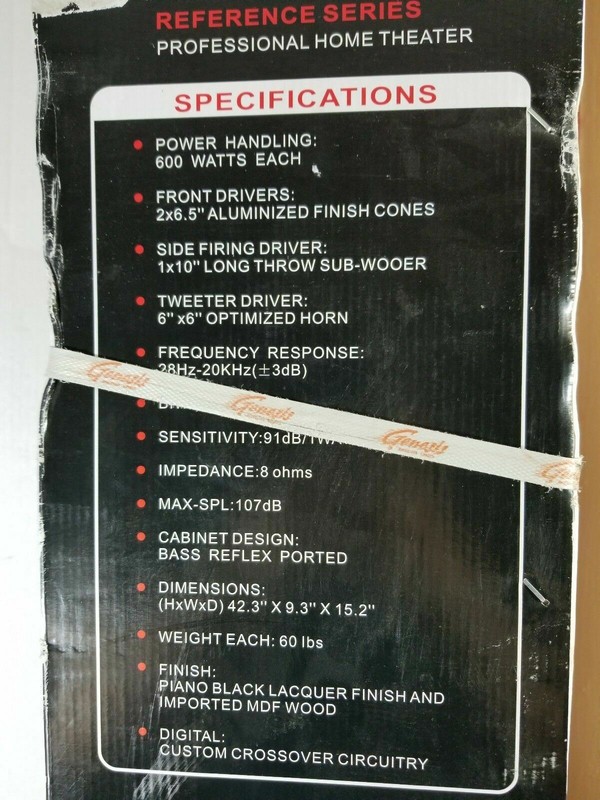 REFERENCE SERIES
PROFESSIONAL HOME THEATER
SPECIFICATIONS
POWER HANDLING:
600 WATTS EACH
FRONT DRIVERS:
2x6.5" ALUMINIZED FINISH CONES
SIDE FIRING DRIVER:
1x10" LONG THROW SUB-WOOER
TWEETER DRIVER:
6" x6" OPTIMIZED HORN
FREQUENCY RESPONSE:
28Hz-20KHz(±3dB)
Genesis
Genesis
Genesis
SENSITIVITY:91dB/1W/
IMPEDANCE:8 ohms
MAX-SPL:107dB
CABINET DESIGN:
BASS REFLEX PORTED
DIMENSIONS:
(HxWxD) 42.3" X 9.3" X 15.2"
WEIGHT EACH: 60 lbs
FINISH:
PIANO BLACK LACQUER FINISH AND
IMPORTED MDF WOOD
DIGITAL:
CUSTOM CROSSOVER CIRCUITRY